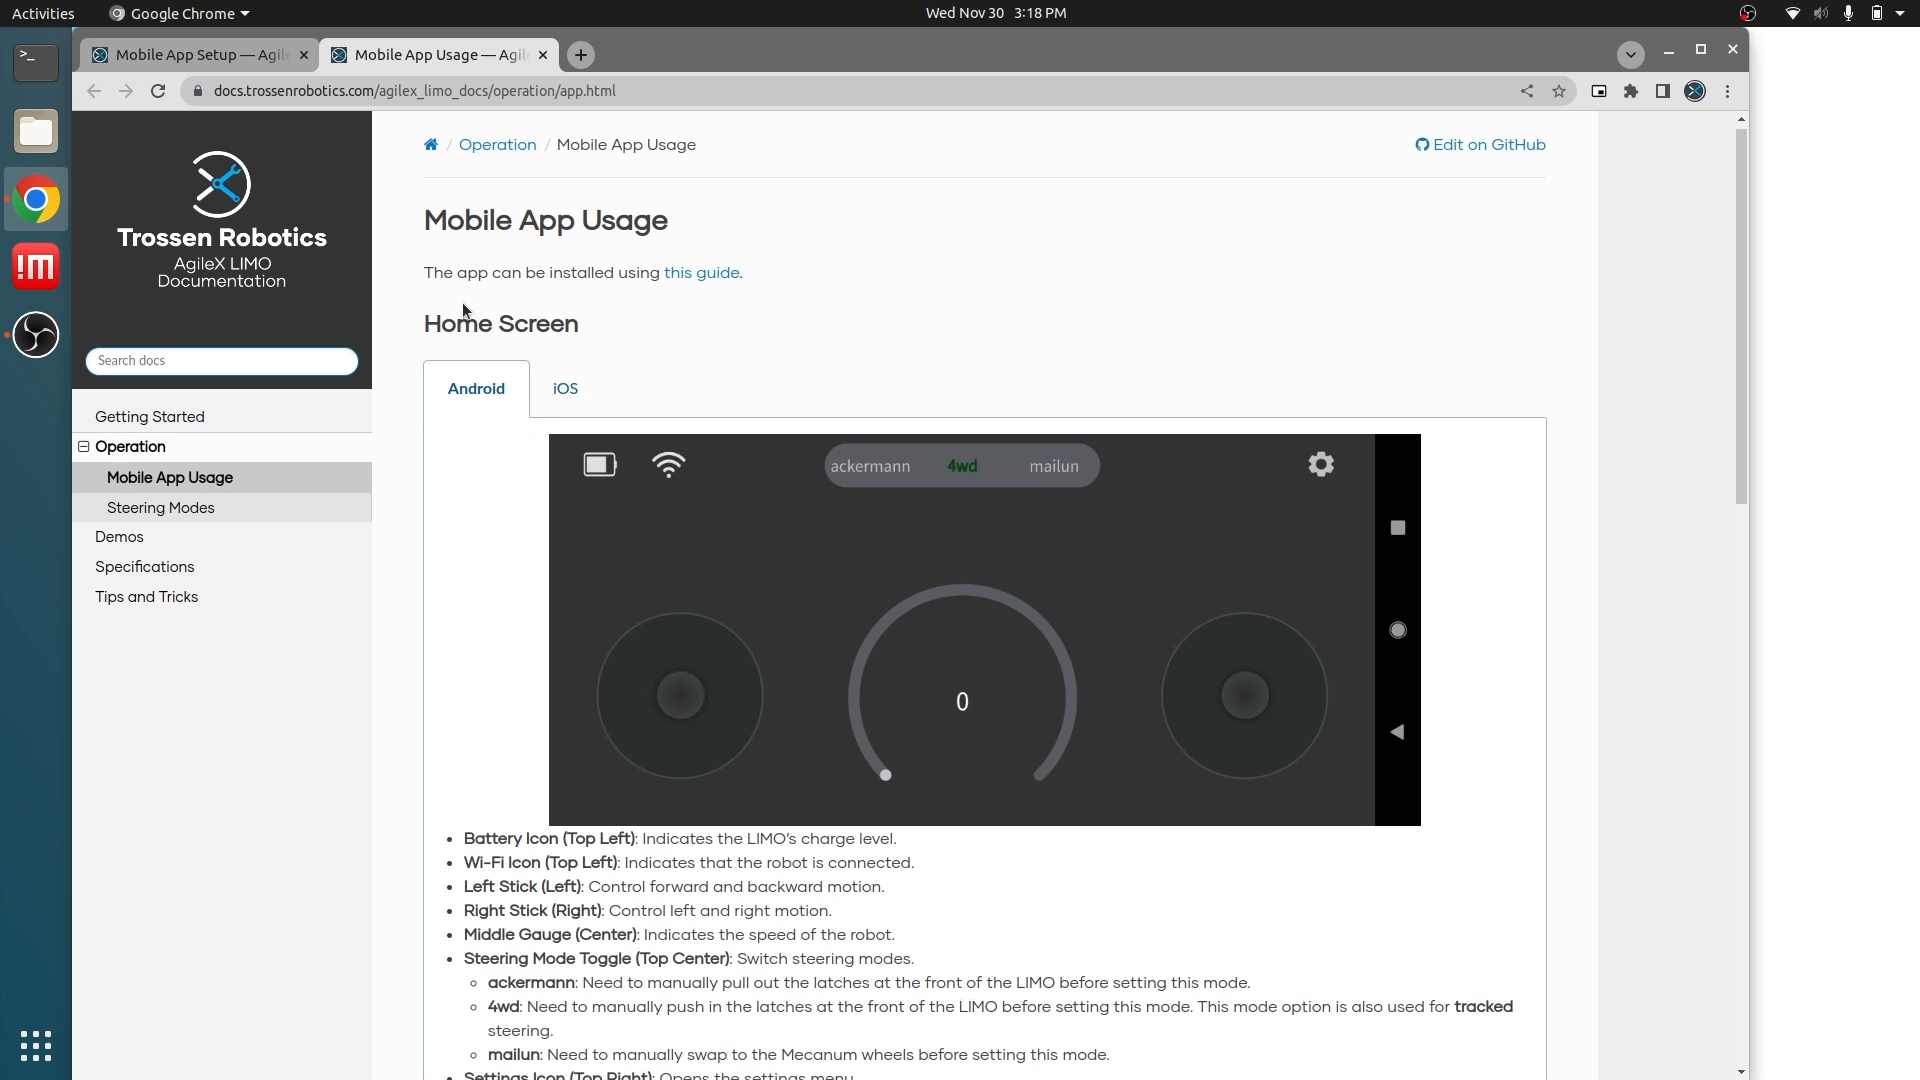 Activities
Google Chrome
Wed Nov 30 3:18 PM
Mobile App Setup — Agile
Mobile App Usage — Agil
docs.trossenrobotics.com/agilex_limo_docs/operation/app.html
Trossen Robotics
AgileX LIMO
Documentation
Search docs
Getting Started
Operation
Mobile App Usage
Steering Modes
Demos
Specifications
Tips and Tricks
Operation / Mobile App Usage
Edit on GitHub
Mobile App Usage
The app can be installed using this guide.
Home Screen
Android
iOS
ackermann 4wd mailun
0
• Battery Icon (Top Left): Indicates the LIMO’s charge level.
• Wi-Fi Icon (Top Left): Indicates that the robot is connected.
• Left Stick (Left): Control forward and backward motion.
• Right Stick (Right): Control left and right motion.
• Middle Gauge (Center): Indicates the speed of the robot.
• Steering Mode Toggle (Top Center): Switch steering modes.
◦ ackermann: Need to manually pull out the latches at the front of the LIMO before setting this mode.
◦ 4wd: Need to manually push in the latches at the front of the LIMO before setting this mode. This mode option is also used for tracked
steering.
◦ mailun: Need to manually swap to the Mecanum wheels before setting this mode.
• Settings Icon (Top Right): Opens the settings menu.